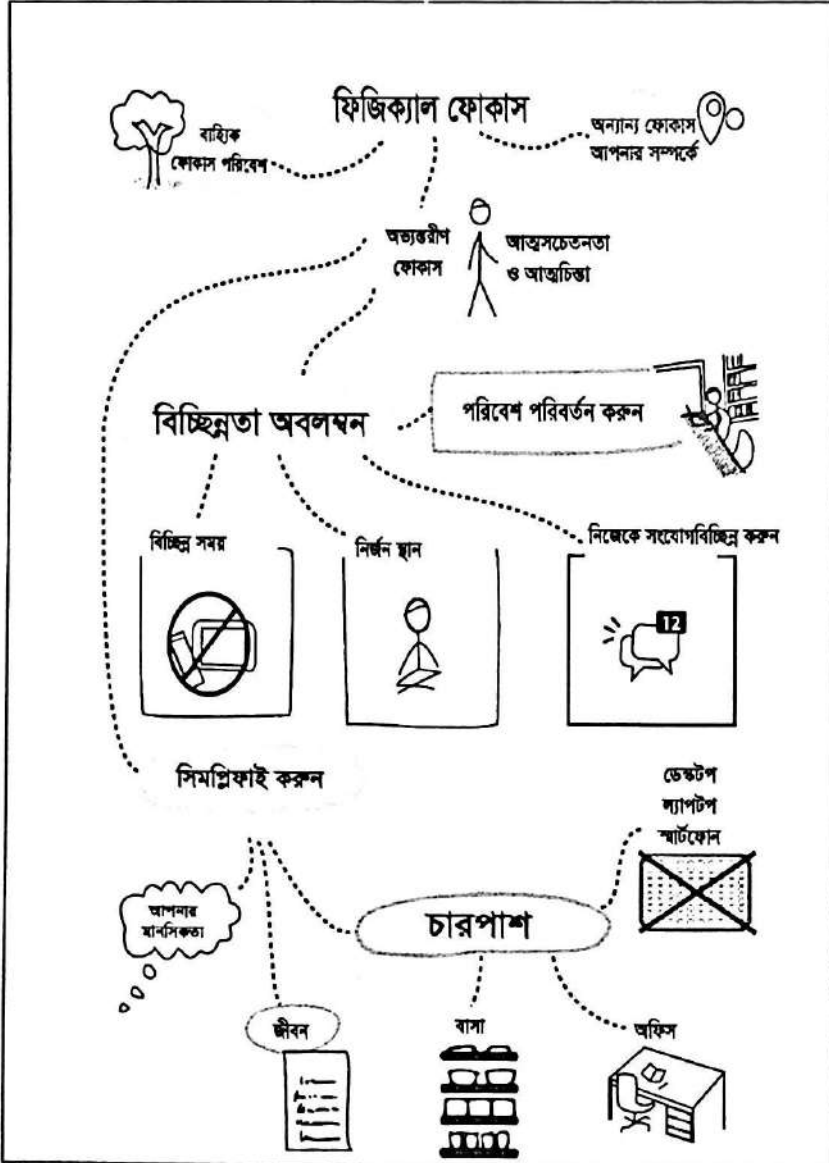 ফিজিক্যাল ফোকাস
বাহ্যিক
ফোকাস পরিবেশ
অন্যান্য ফোকাস
আপনার সম্পর্কে
অভ্যন্তরীণ
ফোকাস
আত্মসচেতনতা
ও আত্মচিন্তা
বিচ্ছিন্নতা অবলম্বন
পরিবেশ পরিবর্তন করুন
বিচ্ছিন্ন সময়
নির্জন স্থান
নিজেকে সংযোগবিচ্ছিন্ন করুন
12
সিমপ্লিফাই করুন
ডেস্কটপ
ল্যাপটপ
স্মার্টফোন
আপনার
মানসিকতা
চারপাশ
জীবন
বাসা
অফিস